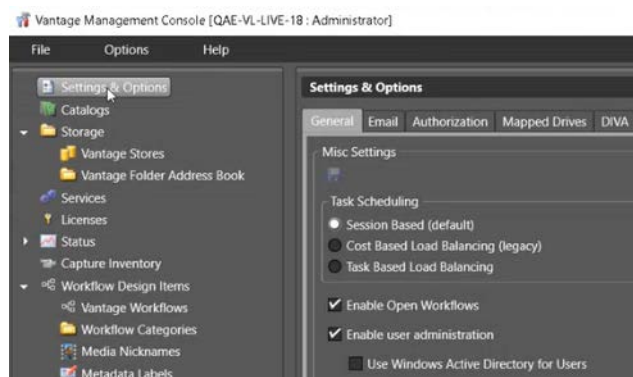 Vantage Management Console [QAE-VL-LIVE-18 : Administrator]
File Options Help
Settings & Options
Catalogs
Storage
Vantage Stores
Vantage Folder Address Book
Services
Licenses
Status
Capture Inventory
Workflow Design Items
Vantage Workflows
Workflow Categories
Media Nicknames
Metadata Labels
Settings & Options
General Email Authorization Mapped Drives DIVA
Misc Settings
Task Scheduling
Session Based (default)
Cost Based Load Balancing (legacy)
Task Based Load Balancing
Enable Open Workflows
Enable user administration
Use Windows Active Directory for Users